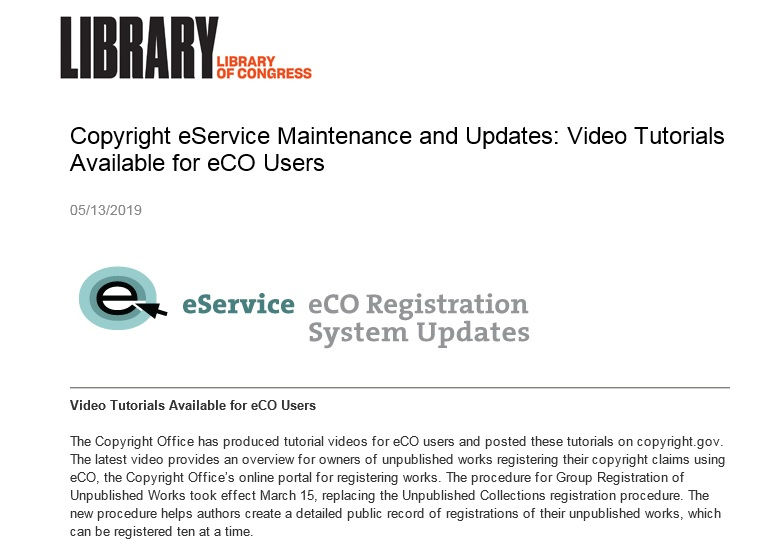 LIBRARY
LIBRARY
OF CONGRESS
Copyright eService Maintenance and Updates: Video Tutorials
Available for eCO Users
05/13/2019
e
eService eCO Registration
System Updates
Video Tutorials Available for eCO Users
The Copyright Office has produced tutorial videos for eCO users and posted these tutorials on copyright.gov.
The latest video provides an overview for owners of unpublished works registering their copyright claims using
eCO, the Copyright Office’s online portal for registering works. The procedure for Group Registration of
Unpublished Works took effect March 15, replacing the Unpublished Collections registration procedure. The
new procedure helps authors create a detailed public record of registrations of their unpublished works, which
can be registered ten at a time.